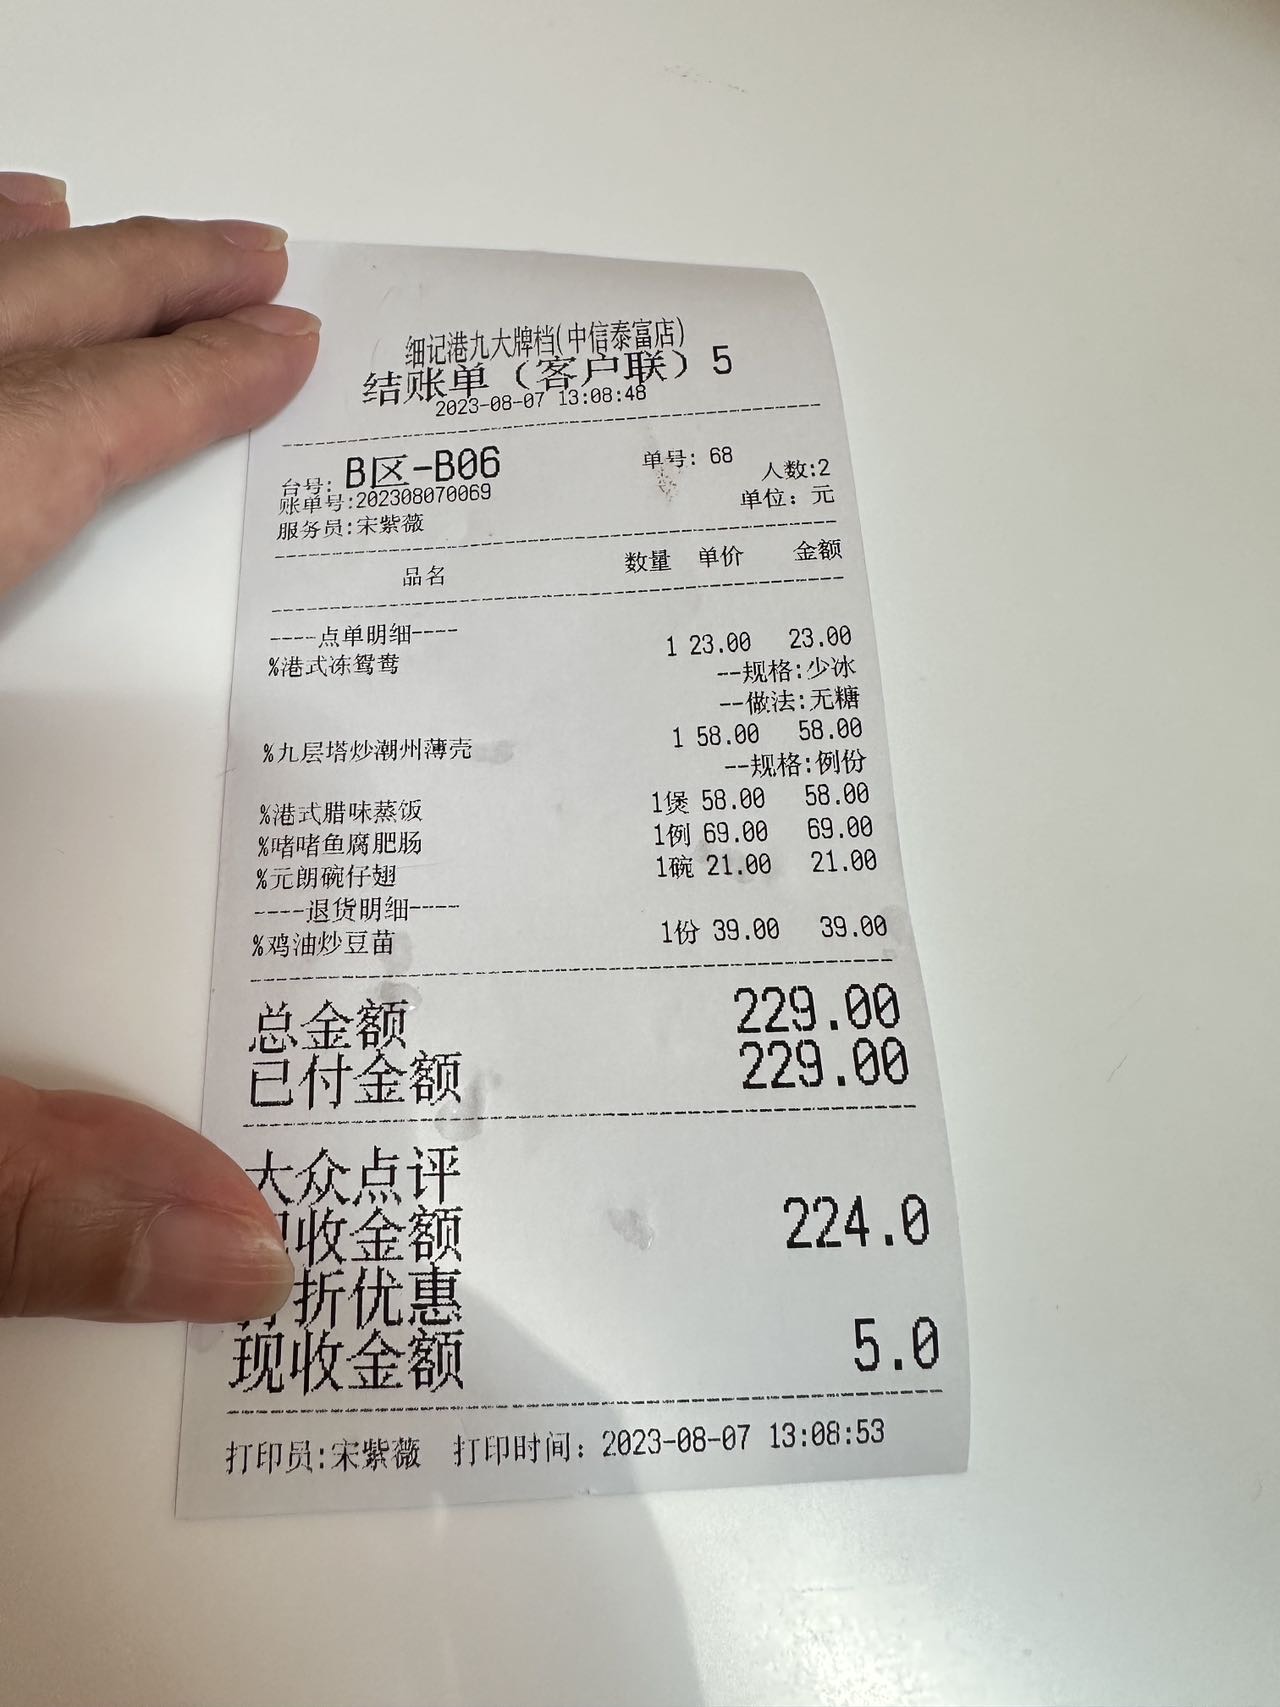 细记港九大牌档(中信泰富店)
结账单（客户联）5
2023-08-07 13:08:48
台号: B区-B06 单号: 68 人数:2
账单号:202308070069 单位: 元
服务员:宋紫薇
品名 数量 单价 金额
----点单明细----
%港式冻鸳鸯 1 23.00 23.00
--规格:少冰
--做法:无糖
%九层塔炒潮州薄壳 1 58.00 58.00
--规格:例份
%港式腊味蒸饭 1煲 58.00 58.00
%啫啫鱼腐肥肠 1例 69.00 69.00
%元朗碗仔翅 1碗 21.00 21.00
----退货明细----
%鸡油炒豆苗 1份 39.00 39.00
总金额 229.00
已付金额 229.00
大众点评
收金额 224.0
折优惠
现收金额 5.0
打印员:宋紫薇 打印时间: 2023-08-07 13:08:53